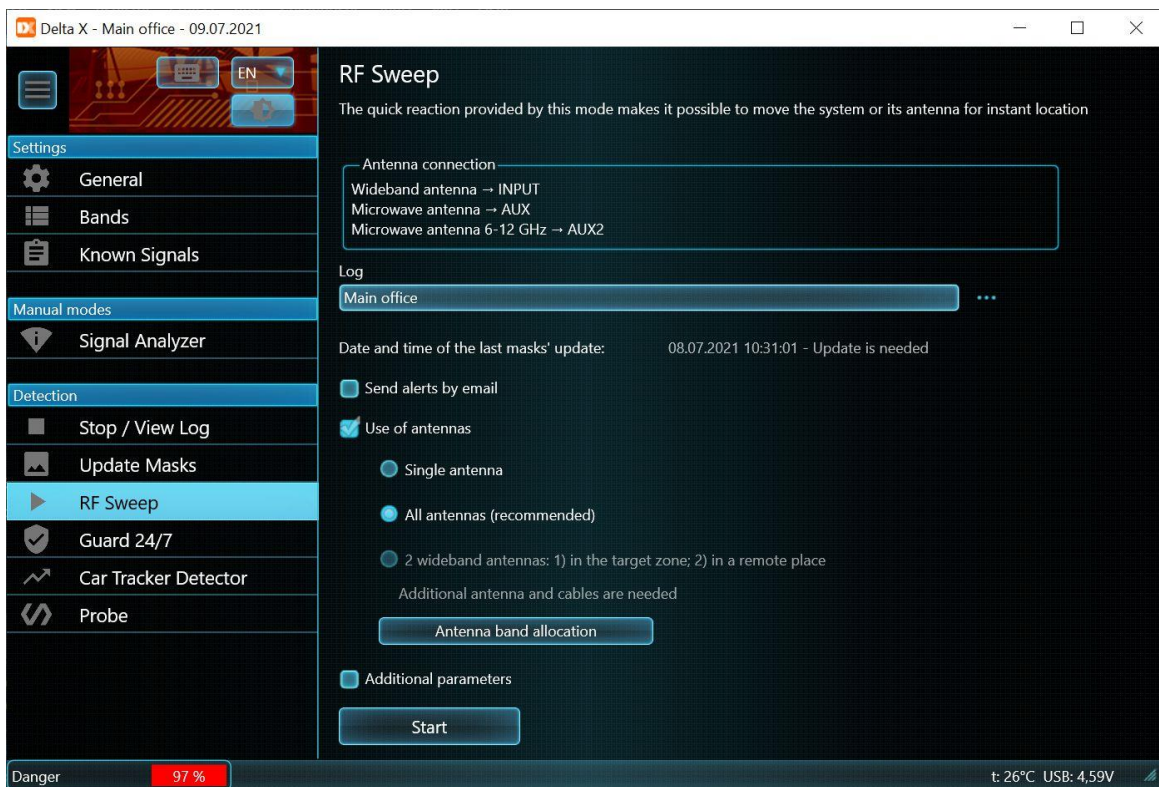 DX Delta X - Main office - 09.07.2021
EN
Settings
General
Bands
Known Signals
Manual modes
Signal Analyzer
Detection
Stop / View Log
Update Masks
RF Sweep
Guard 24/7
Car Tracker Detector
Probe
RF Sweep
The quick reaction provided by this mode makes it possible to move the system or its antenna for instant location
Antenna connection
Wideband antenna → INPUT
Microwave antenna → AUX
Microwave antenna 6-12 GHz → AUX2
Log
Main office
...
Date and time of the last masks' update: 08.07.2021 10:31:01 - Update is needed
Send alerts by email
Use of antennas
Single antenna
All antennas (recommended)
2 wideband antennas: 1) in the target zone; 2) in a remote place
Additional antenna and cables are needed
Antenna band allocation
Additional parameters
Start
Danger 97 %
t: 26°C USB: 4,59V